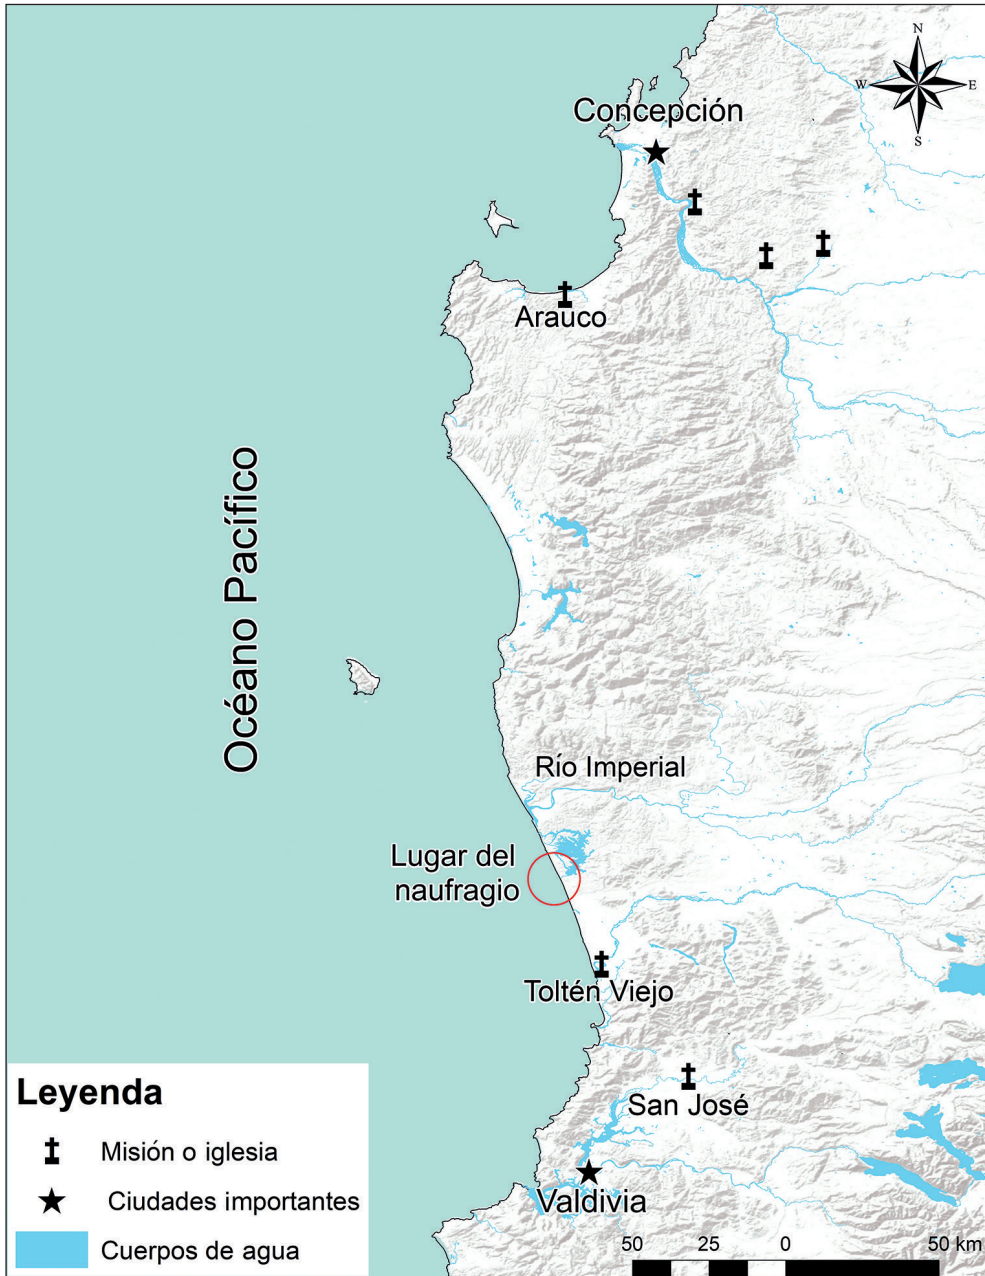 N
W
E
S
Concepción
Arauco
Océano Pacífico
Río Imperial
Lugar del
naufragio
Toltén Viejo
San José
Valdivia
Leyenda
Misión o iglesia
Ciudades importantes
Cuerpos de agua
50 25 0 50 km